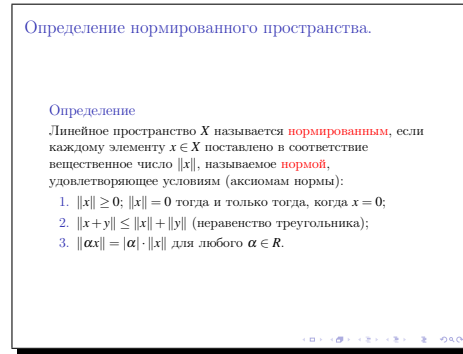 Определение нормированного пространства.
Определение
Линейное пространство X называется нормированным, если
каждому элементу x ∈ X поставлено в соответствие
вещественное число ‖x‖, называемое нормой,
удовлетворяющее условиям (аксиомам нормы):
1. ‖x‖ ≥ 0; ‖x‖ = 0 тогда и только тогда, когда x = 0;
2. ‖x + y‖ ≤ ‖x‖ + ‖y‖ (неравенство треугольника);
3. ‖αx‖ = |α| · ‖x‖ для любого α ∈ R.